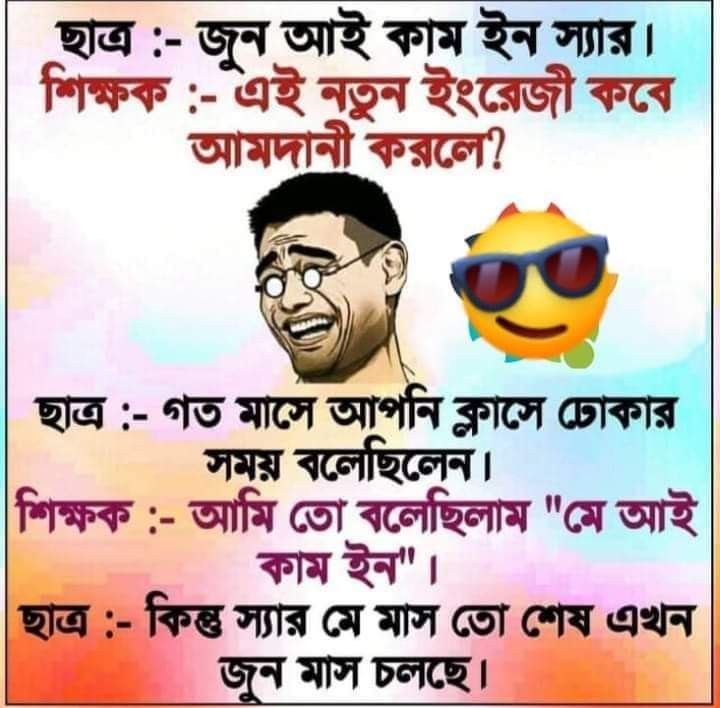 ছাত্র :- জুন আই কাম ইন স্যার।
শিক্ষক :- এই নতুন ইংরেজী কবে
আমদানী করলে?
ছাত্র :- গত মাসে আপনি ক্লাসে ঢোকার
সময় বলেছিলেন।
শিক্ষক :- আমি তো বলেছিলাম "মে আই
কাম ইন"।
ছাত্র :- কিন্তু স্যার মে মাস তো শেষ এখন
জুন মাস চলছে।